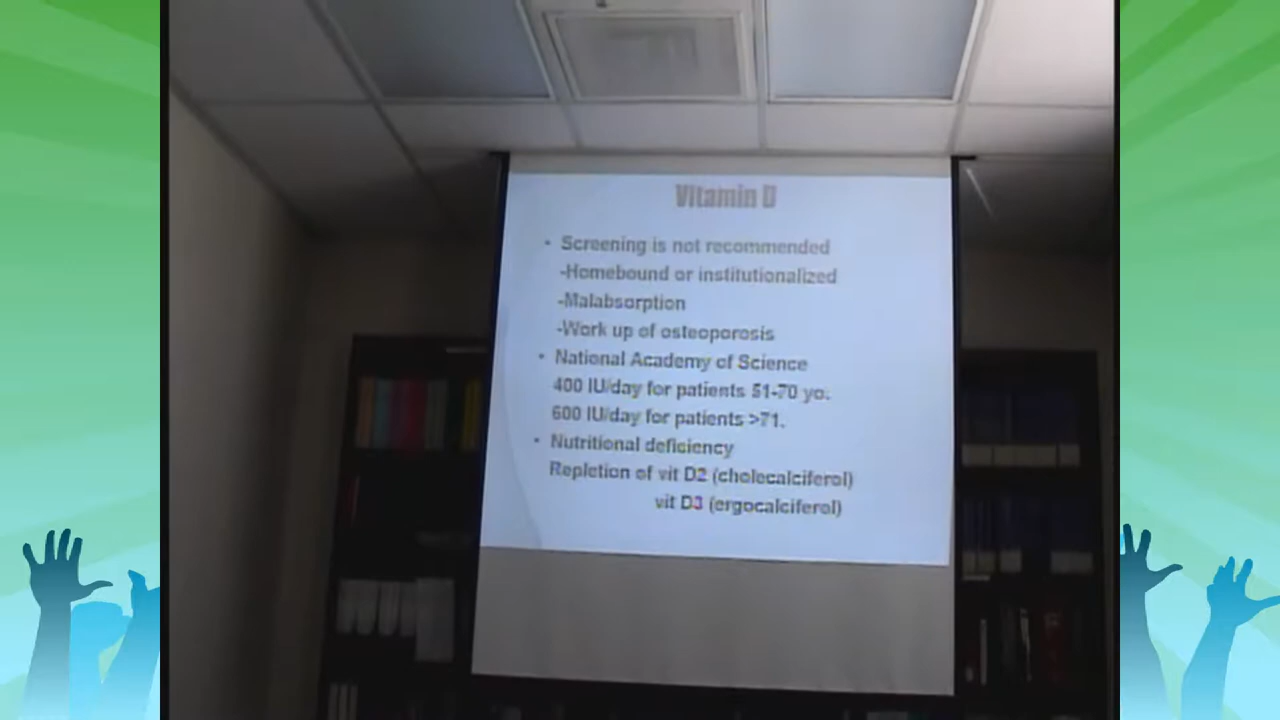 Vitamin D
• Screening is not recommended
-Homebound or institutionalized
-Malabsorption
-Work up of osteoporosis
• National Academy of Science
400 IU/day for patients 51-70 yo.
600 IU/day for patients >71.
• Nutritional deficiency
Repletion of vit D2 (cholecalciferol)
vit D3 (ergocalciferol)